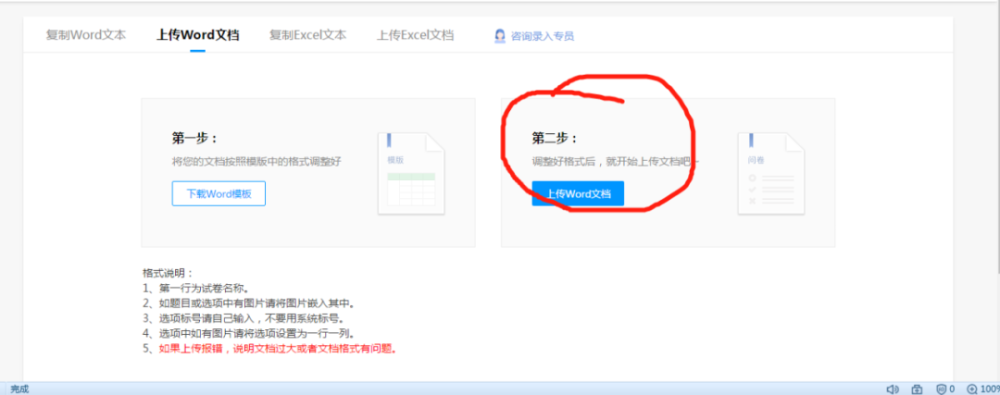 复制Word文本 上传Word文档 复制Excel文本 上传Excel文档 咨询录入专员
第一步：
将您的文档按照模版中的格式调整好
下载Word模板
模版
第二步：
调整好格式后，就开始上传文档吧~
上传Word文档
问卷
格式说明：
1、第一行为试卷名称。
2、如题目或选项中有图片请将图片嵌入其中。
3、选项标号请自己输入，不要用系统标号。
4、选项中如有图片请将选项设置为一行一列。
5、如果上传报错，说明文档过大或者文档格式有问题。
完成 0 100%